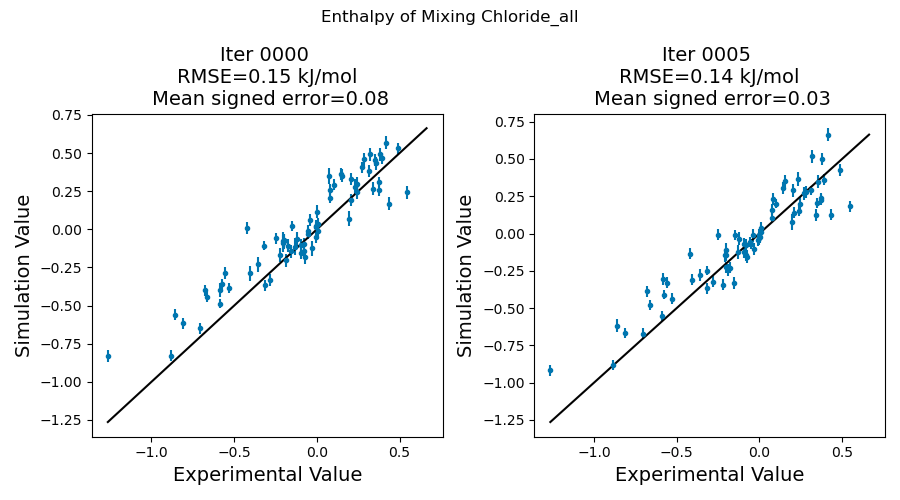 Enthalpy of Mixing Chloride_all
Iter 0000
RMSE=0.15 kJ/mol
Mean signed error=0.08
Simulation Value
0.75
0.50
0.25
0.00
−0.25
−0.50
−0.75
−1.00
−1.25
−1.0
−0.5
0.0
0.5
Experimental Value
Iter 0005
RMSE=0.14 kJ/mol
Mean signed error=0.03
Simulation Value
0.75
0.50
0.25
0.00
−0.25
−0.50
−0.75
−1.00
−1.25
−1.0
−0.5
0.0
0.5
Experimental Value